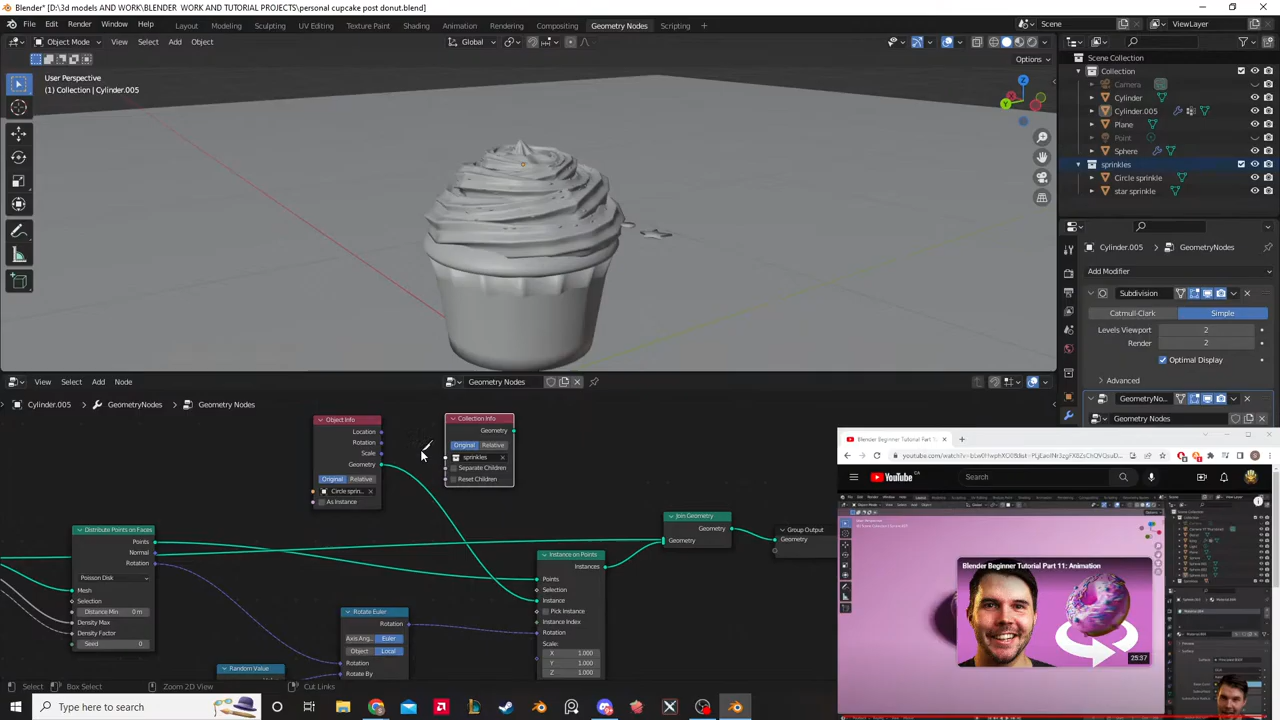 Blender* [D:\3d models AND WORK\BLENDER WORK AND TUTORIAL PROJECTS\personal cupcake post donut.blend]
File Edit Render Window Help Layout Modeling Sculpting UV Editing Texture Paint Shading Animation Rendering Compositing Geometry Nodes Scripting Scene ViewLayer
Object Mode View Select Add Object Global
Options
User Perspective
(1) Collection | Cylinder.005
Scene Collection
Collection
Camera
Cylinder
Cylinder.005
Plane
Point
Sphere
sprinkles
Circle sprinkle
star sprinkle
Cylinder.005 GeometryNodes
Add Modifier
Subdivision
Catmull-Clark Simple
Levels Viewport 2
Render 2
Optimal Display
Advanced
GeometryNo..
Geometry Nodes
View Select Add Node Geometry Nodes
Cylinder.005 GeometryNodes Geometry Nodes
Object Info
Location
Rotation
Scale
Geometry
Original Relative
Circle sprin..
As Instance
Collection Info
Geometry
Original Relative
sprinkles
Separate Children
Reset Children
Distribute Points on Faces
Points
Normal
Rotation
Poisson Disk
Mesh
Selection
Distance Min 0 m
Density Max
Density Factor
Seed 0
Random Value
Rotate Euler
Rotation
Axis Ang.. Euler
Object Local
Rotation
Rotate By
Instance on Points
Instances
Points
Selection
Instance
Pick Instance
Instance Index
Rotation
Scale:
X 1.000
Y 1.000
Z 1.000
Join Geometry
Geometry
Geometry
Group Output
Geometry
Blender Beginner Tutorial Part 1
YouTube
CA
Search
Blender Beginner Tutorial Part 11: Animation
25:37
Select Box Select Zoom 2D View Cut Links
Type here to search